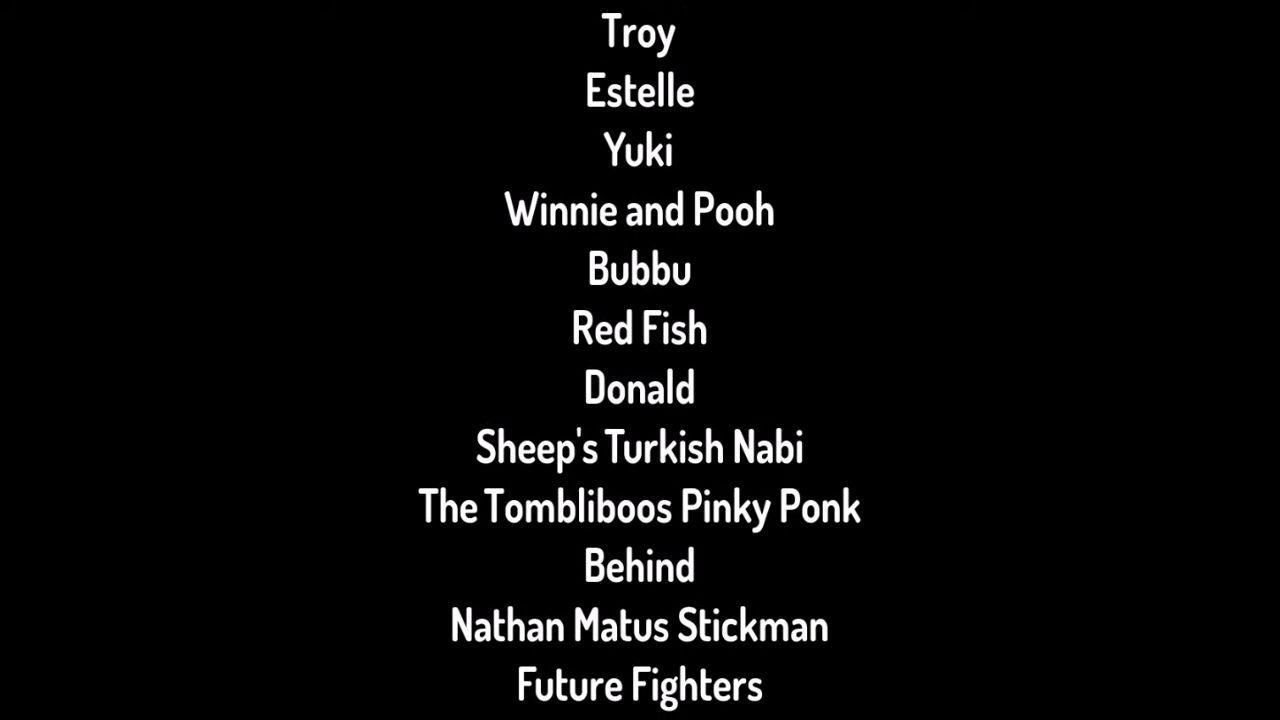 Troy
Estelle
Yuki
Winnie and Pooh
Bubbu
Red Fish
Donald
Sheep's Turkish Nabi
The Tombliboos Pinky Ponk
Behind
Nathan Matus Stickman
Future Fighters